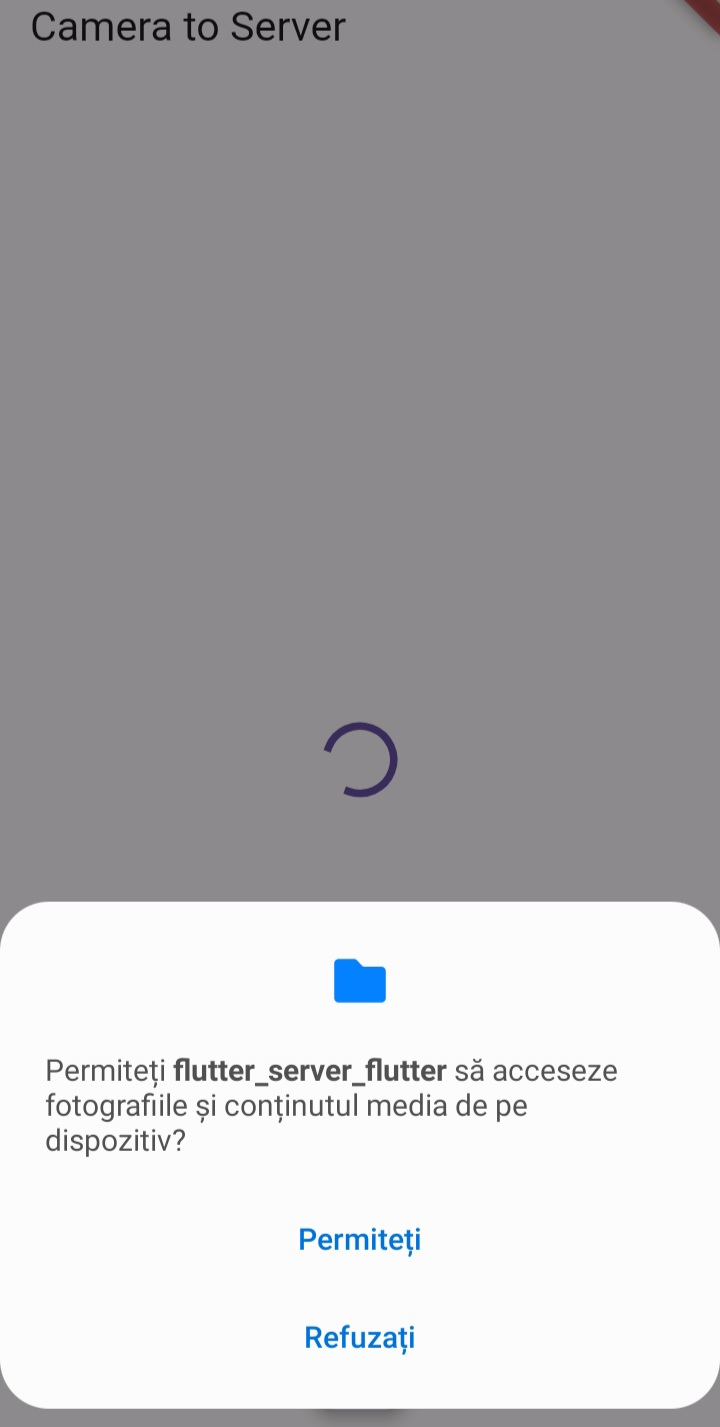 Camera to Server
Permiteți flutter_server_flutter să acceseze
fotografiile și conținutul media de pe
dispozitiv?
Permiteți
Refuzați